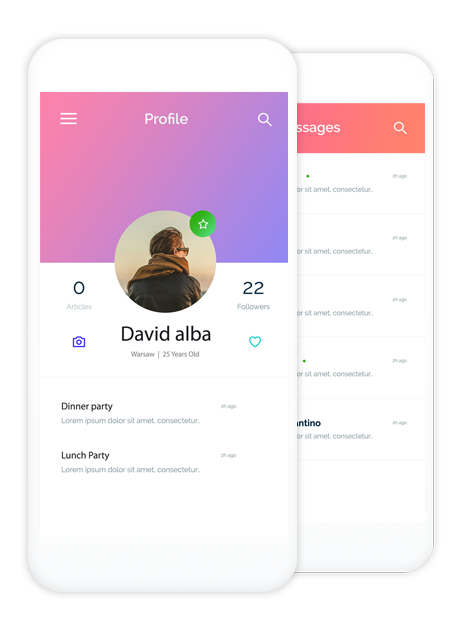 Profile
0
Articles
22
Followers
David alba
Warsaw | 25 Years Old
Dinner party
2h ago
Lorem ipsum dolor sit amet, consectetur..
Lunch Party
2h ago
Lorem ipsum dolor sit amet, consectetur..
ssages
2h ago
or sit amet, consectetur..
2h ago
or sit amet, consectetur..
2h ago
or sit amet, consectetur..
2h ago
or sit amet, consectetur..
antino
2h ago
or sit amet, consectetur..